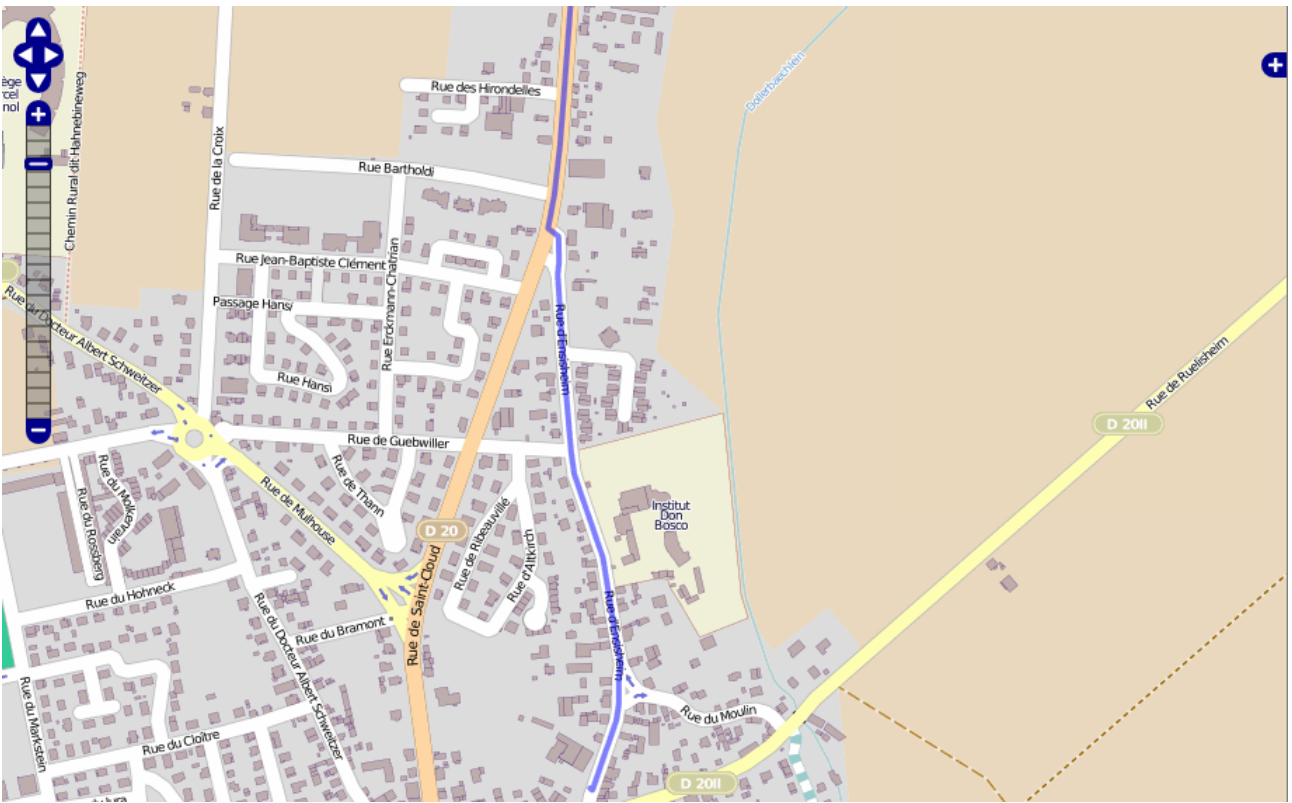 Rue des Hirondelles
Dollerbaechlein
Chemin Rural dit Hahnebineweg
Rue de la Croix
Rue Bartholdi
Rue Jean-Baptiste Clément
Rue Erckmann-Chatrian
Passage Hansi
Rue du Docteur Albert Schweitzer
Rue d'Ensisheim
Rue Hansi
Rue de Ruelisheim
D 20II
Rue de Guebwiller
Rue du Molkenrain
Rue du Rossberg
Rue de Thann
Rue de Mulhouse
Institut
Don
Bosco
D 20
Rue de Ribeauvillé
Rue d'Altkirch
Rue de Saint-Cloud
Rue du Hohneck
Rue du Docteur Albert Schweitzer
Rue du Bramont
Rue d'Ensisheim
Rue du Markstein
Rue du Moulin
Rue du Cloître
D 20II